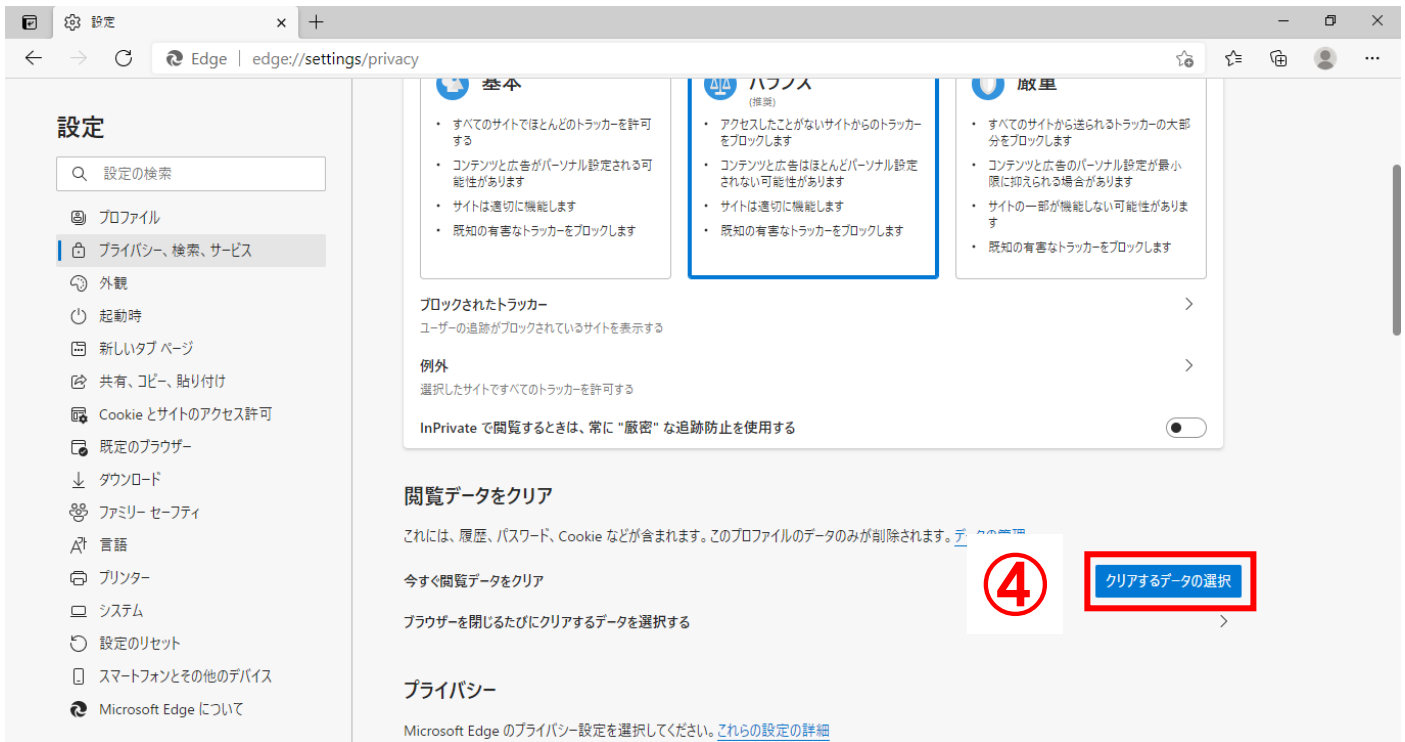 設定
Edge | edge://settings/privacy
設定
設定の検索
プロファイル
プライバシー、検索、サービス
外観
起動時
新しいタブ ページ
共有、コピー、貼り付け
Cookie とサイトのアクセス許可
既定のブラウザー
ダウンロード
ファミリー セーフティ
言語
プリンター
システム
設定のリセット
スマートフォンとその他のデバイス
Microsoft Edge について
基本
・ すべてのサイトでほとんどのトラッカーを許可
する
・ コンテンツと広告がパーソナル設定される可
能性があります
・ サイトは適切に機能します
・ 既知の有害なトラッカーをブロックします
バランス
(推奨)
・ アクセスしたことがないサイトからのトラッカー
をブロックします
・ コンテンツと広告はほとんどパーソナル設定
されない可能性があります
・ サイトは適切に機能します
・ 既知の有害なトラッカーをブロックします
厳重
・ すべてのサイトから送られるトラッカーの大部
分をブロックします
・ コンテンツと広告のパーソナル設定が最小
限に抑えられる場合があります
・ サイトの一部が機能しない可能性がありま
す
・ 既知の有害なトラッカーをブロックします
ブロックされたトラッカー
ユーザーの追跡がブロックされているサイトを表示する
例外
選択したサイトですべてのトラッカーを許可する
InPrivate で閲覧するときは、常に "厳密" な追跡防止を使用する
閲覧データをクリア
これには、履歴、パスワード、Cookie などが含まれます。このプロファイルのデータのみが削除されます。データの管理
今すぐ閲覧データをクリア
④
クリアするデータの選択
ブラウザーを閉じるたびにクリアするデータを選択する
プライバシー
Microsoft Edge のプライバシー設定を選択してください。これらの設定の詳細